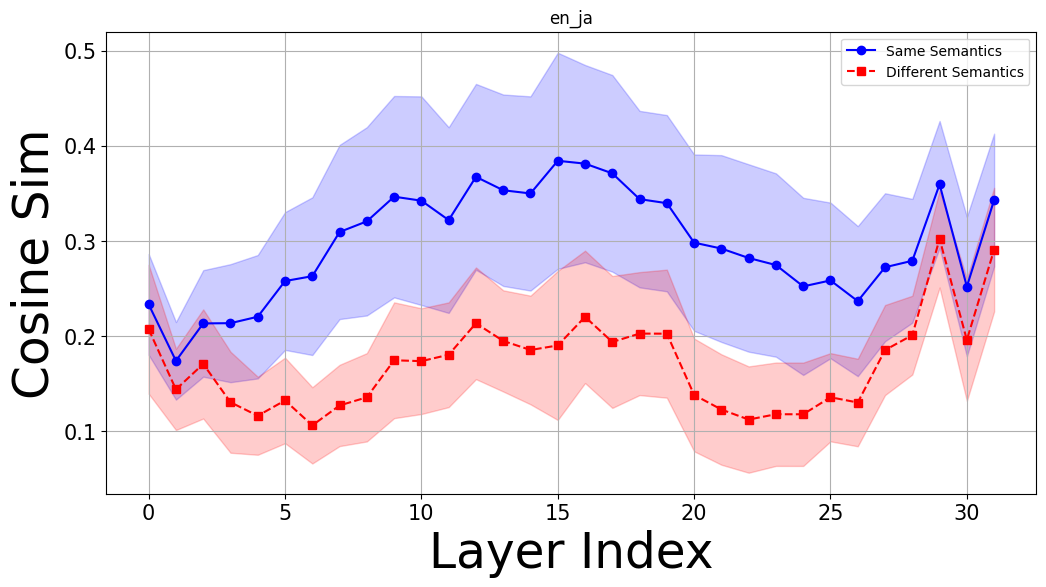 en_ja
Same Semantics
Different Semantics
Cosine Sim
0.5
0.4
0.3
0.2
0.1
0 5 10 15 20 25 30
Layer Index